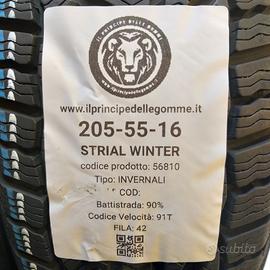 IL PRINCIPE DELLE GOMME
www.ilprincipedellegomme.it
205-55-16
STRIAL WINTER
codice prodotto: 56810
Tipo: INVERNALI
COD:
Battistrada: 90%
Codice Velocità: 91T
FILA: 42
subito